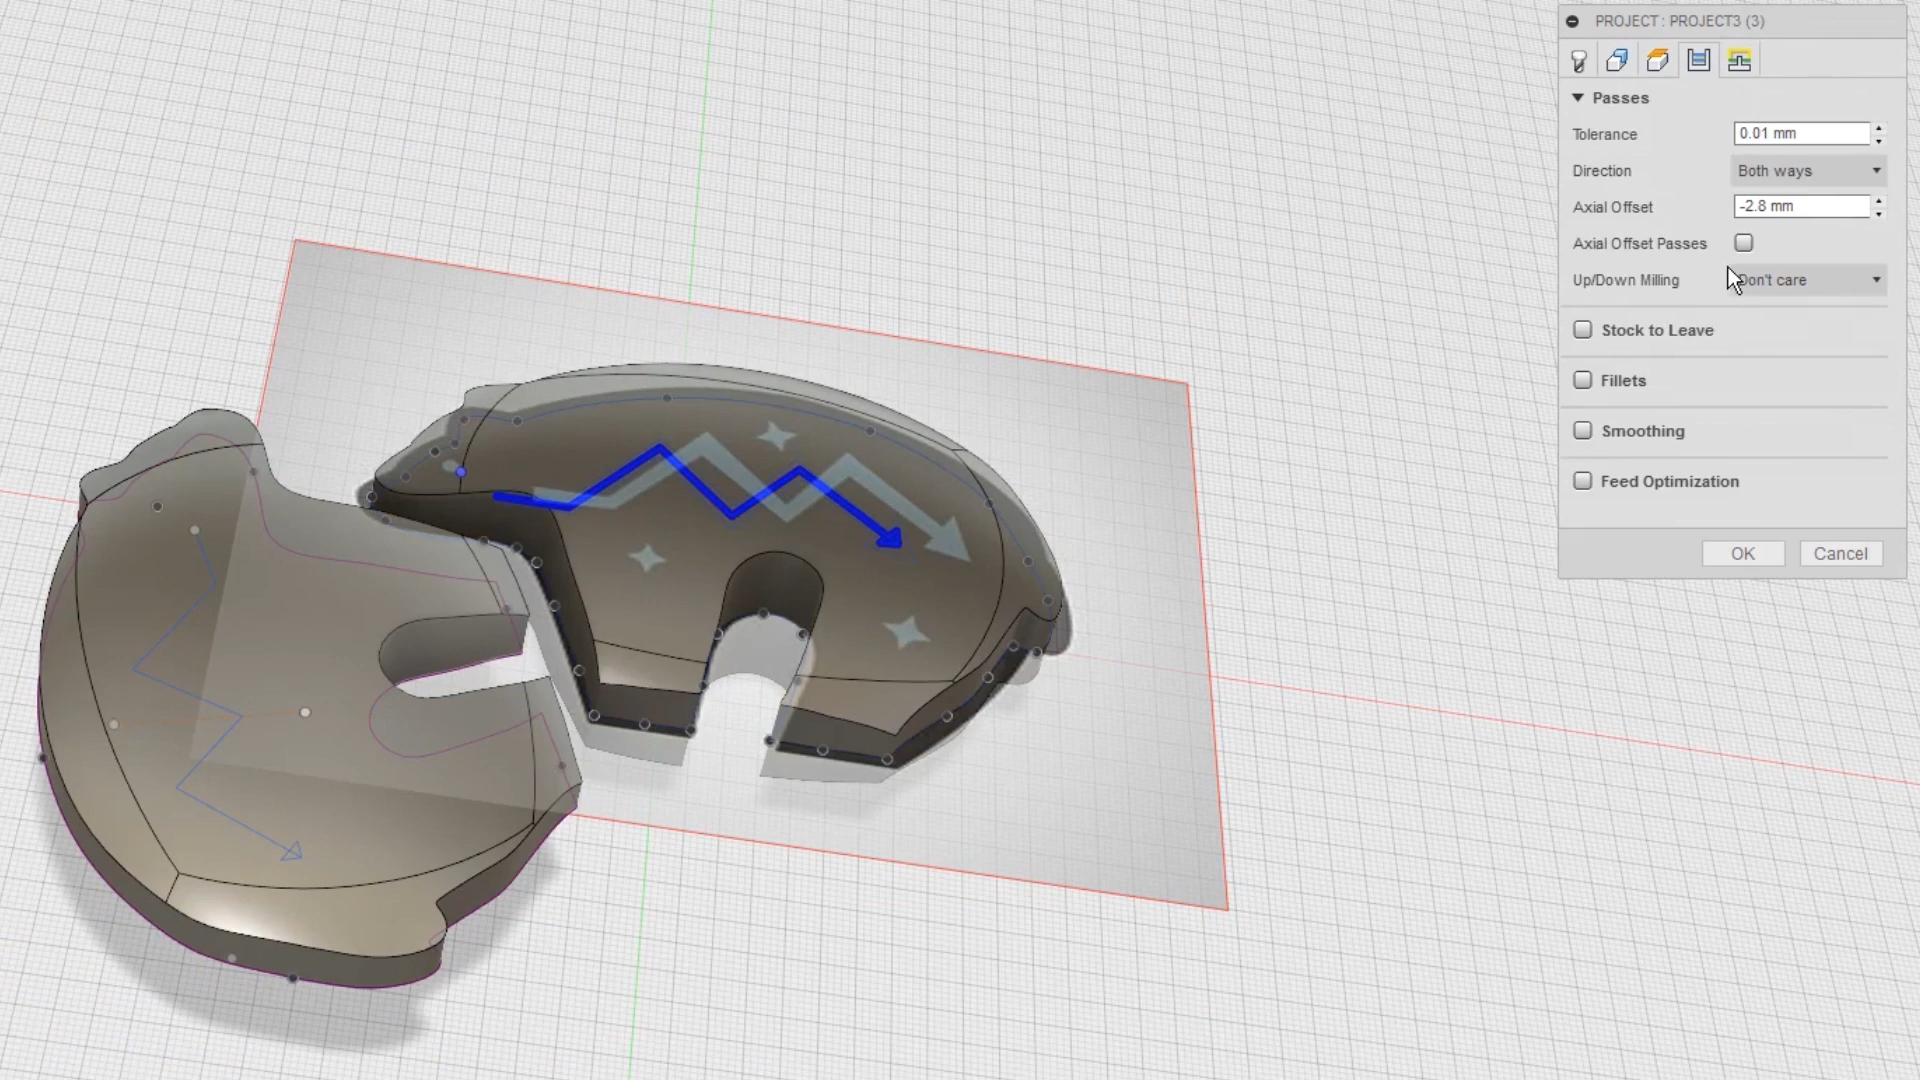 PROJECT : PROJECT3 (3)
Passes
Tolerance 0.01 mm
Direction Both ways
Axial Offset -2.8 mm
Axial Offset Passes
Up/Down Milling Don't care
Stock to Leave
Fillets
Smoothing
Feed Optimization
OK Cancel